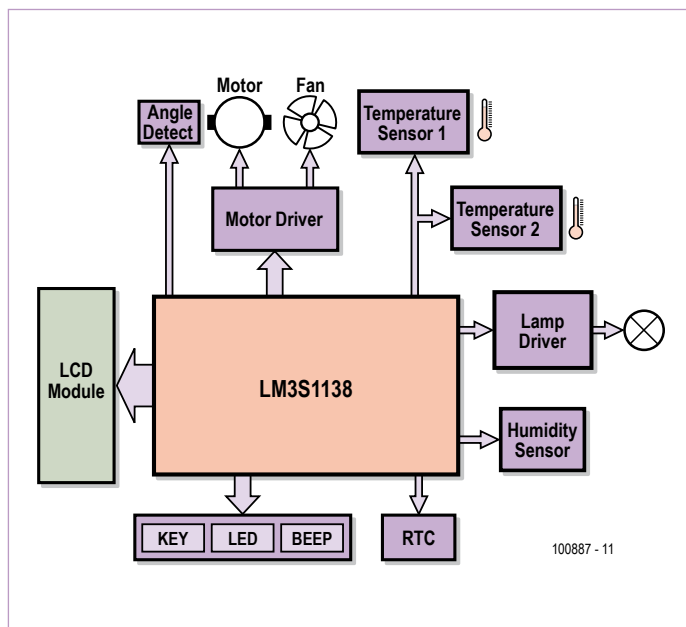 Motor
Fan
Angle
Detect
Temperature
Sensor 1
Motor Driver
Temperature
Sensor 2
LCD
Module
LM3S1138
Lamp
Driver
Humidity
Sensor
KEY
LED
BEEP
RTC
100887 - 11